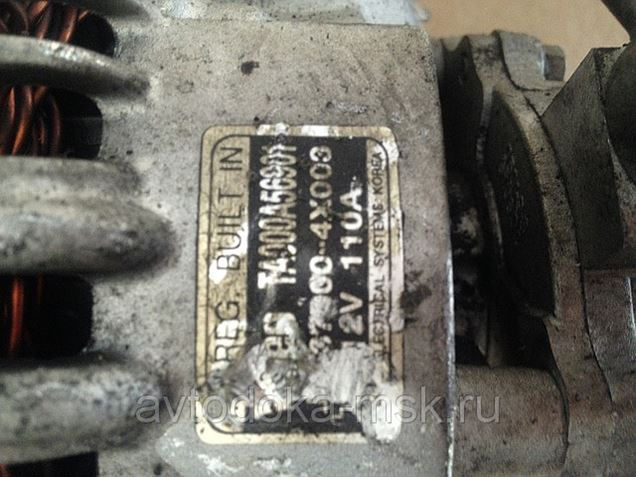 REG. BUILT IN
TA000A56901
37300-4X003
12V 110A
ELECTRICAL SYSTEMS KOREA
avtodoka-msk.ru